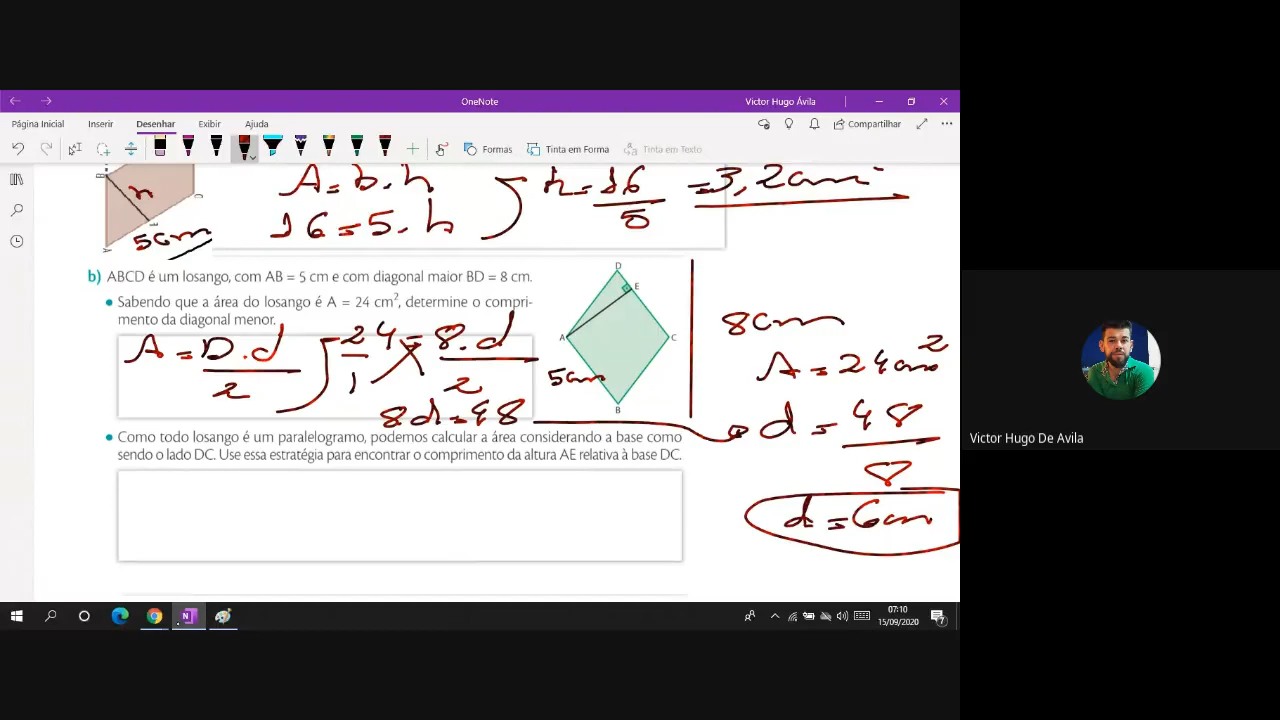 OneNote
Victor Hugo Ávila
Página Inicial Inserir Desenhar Exibir Ajuda
Compartilhar
Formas Tinta em Forma Tinta em Texto
A = b.h
h = 16/5 = 3,2cm
16 = 5.h
h
5cm
b) ABCD é um losango, com AB = 5 cm e com diagonal maior BD = 8 cm.
• Sabendo que a área do losango é A = 24 cm², determine o compri-
mento da diagonal menor.
A = D.d/2
24/1 = 8.d/2
8d = 48
D
E
A
C
B
5cm
8cm
A = 24cm²
d = 48/8
d = 6cm
• Como todo losango é um paralelogramo, podemos calcular a área considerando a base como
sendo o lado DC. Use essa estratégia para encontrar o comprimento da altura AE relativa à base DC.
Victor Hugo De Avila
07:10
15/09/2020
7